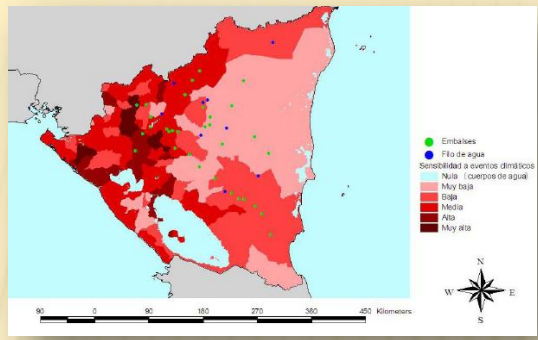 Embalses
Filo de agua
Sensibilidad a eventos climáticos
Nula (cuerpos de agua)
Muy baja
Baja
Media
Alta
Muy alta
N
W E
S
90 0 90 180 270 360 450 Kilometers